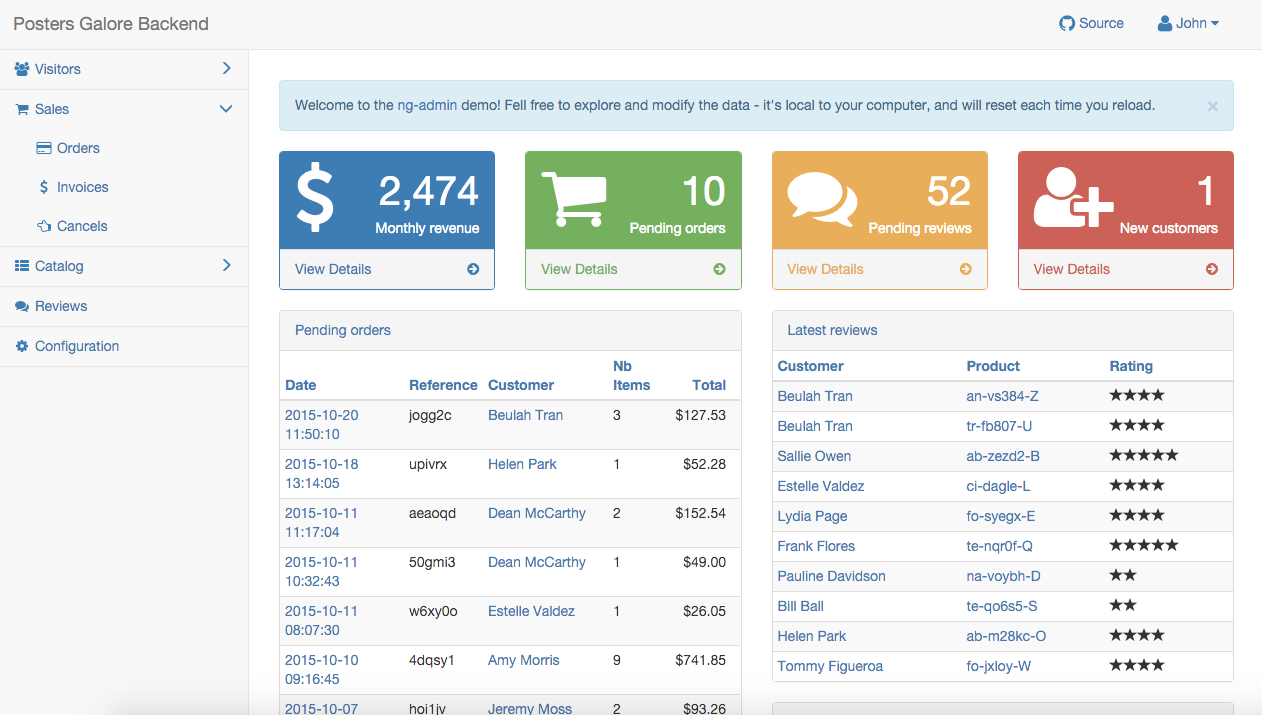 Posters Galore Backend
Source
John
Visitors
Sales
Orders
Invoices
Cancels
Catalog
Reviews
Configuration
Welcome to the ng-admin demo! Fell free to explore and modify the data - it's local to your computer, and will reset each time you reload.
×
2,474
Monthly revenue
View Details
10
Pending orders
View Details
52
Pending reviews
View Details
1
New customers
View Details
Pending orders
Date Reference Customer Nb Items Total
2015-10-20 11:50:10 jogg2c Beulah Tran 3 $127.53
2015-10-18 13:14:05 upivrx Helen Park 1 $52.28
2015-10-11 11:17:04 aeaoqd Dean McCarthy 2 $152.54
2015-10-11 10:32:43 50gmi3 Dean McCarthy 1 $49.00
2015-10-11 08:07:30 w6xy0o Estelle Valdez 1 $26.05
2015-10-10 09:16:45 4dqsy1 Amy Morris 9 $741.85
2015-10-07 hoi1jv Jeremy Moss 2 $93.26
Latest reviews
Customer Product Rating
Beulah Tran an-vs384-Z ★★★★
Beulah Tran tr-fb807-U ★★★★
Sallie Owen ab-zezd2-B ★★★★★
Estelle Valdez ci-dagle-L ★★★★
Lydia Page fo-syegx-E ★★★★
Frank Flores te-nqr0f-Q ★★★★★
Pauline Davidson na-voybh-D ★★
Bill Ball te-qo6s5-S ★★
Helen Park ab-m28kc-O ★★★★
Tommy Figueroa fo-jxloy-W ★★★★